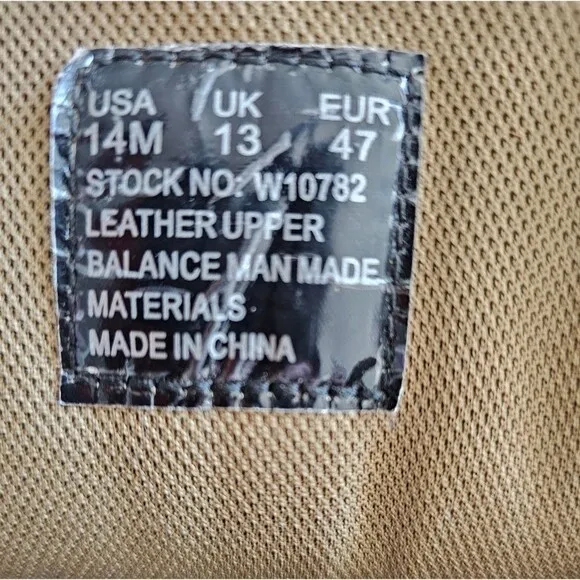 USA UK EUR
14M 13 47
STOCK NO: W10782
LEATHER UPPER
BALANCE MAN MADE
MATERIALS
MADE IN CHINA